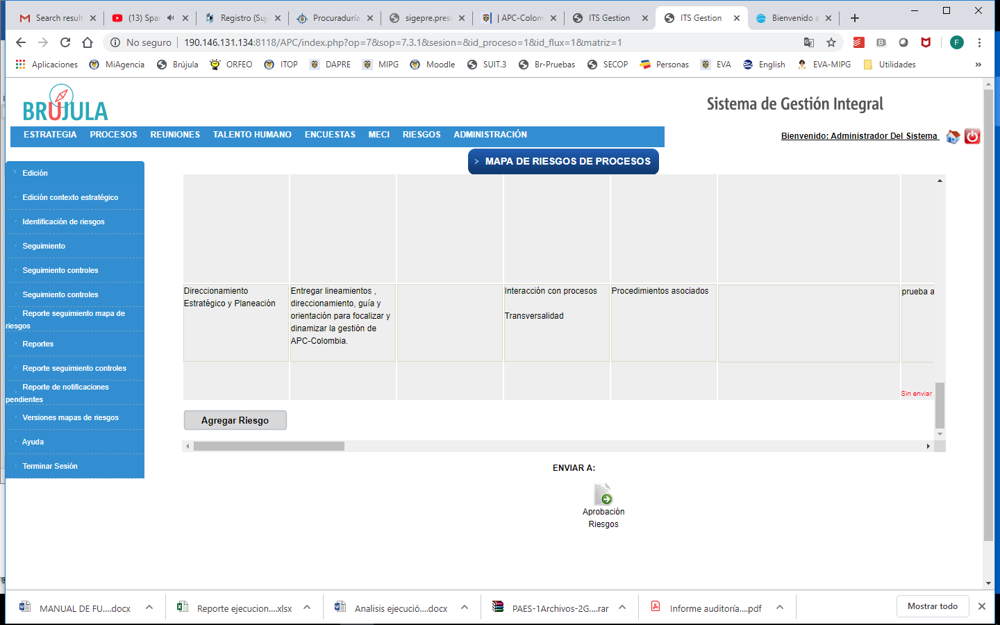 Search result
(13) Spar
Registro (Suj
Procuraduría
sigepre.presi
| APC-Colom
ITS Gestion
ITS Gestion
Bienvenido a
No seguro
190.146.131.134:8118/APC/index.php?op=7&sop=7.3.1&sesion=&id_proceso=1&id_flux=1&matriz=1
F
Aplicaciones
MiAgencia
Brújula
ORFEO
ITOP
DAPRE
MIPG
Moodle
SUIT.3
Br-Pruebas
SECOP
Personas
EVA
English
EVA-MIPG
Utilidades
»
BRÚJULA
Sistema de Gestión Integral
ESTRATEGIA PROCESOS REUNIONES TALENTO HUMANO ENCUESTAS MECI RIESGOS ADMINISTRACIÓN
Bienvenido: Administrador Del Sistema
> MAPA DE RIESGOS DE PROCESOS
Edición
Edición contexto estratégico
Identificación de riesgos
Seguimiento
Seguimiento controles
Seguimiento controles
Reporte seguimiento mapa de
riesgos
Reportes
Reporte seguimiento controles
Reporte de notificaciones
pendientes
Versiones mapas de riesgos
Ayuda
Terminar Sesión
Direccionamiento
Estratégico y Planeación
Entregar lineamientos ,
direccionamiento, guía y
orientación para focalizar y
dinamizar la gestión de
APC-Colombia.
Interacción con procesos
Transversalidad
Procedimientos asociados
prueba a
Sin enviar
Agregar Riesgo
ENVIAR A:
Aprobación
Riesgos
MANUAL DE FU....docx
Reporte ejecucion....xlsx
Analisis ejecució....docx
PAES-1Archivos-2G....rar
Informe auditoría....pdf
Mostrar todo